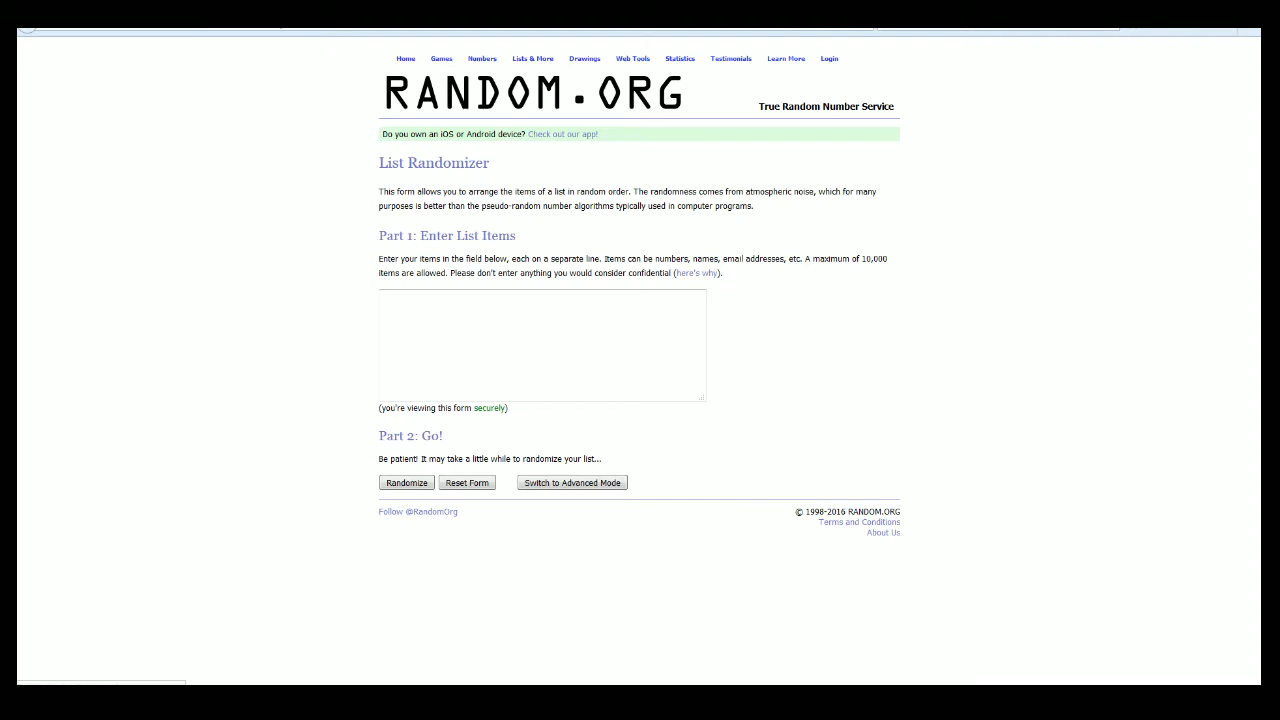 Home Games Numbers Lists & More Drawings Web Tools Statistics Testimonials Learn More Login
RANDOM.ORG
True Random Number Service
Do you own an iOS or Android device? Check out our app!
List Randomizer
This form allows you to arrange the items of a list in random order. The randomness comes from atmospheric noise, which for many
purposes is better than the pseudo-random number algorithms typically used in computer programs.
Part 1: Enter List Items
Enter your items in the field below, each on a separate line. Items can be numbers, names, email addresses, etc. A maximum of 10,000
items are allowed. Please don't enter anything you would consider confidential (here's why).
(you're viewing this form securely)
Part 2: Go!
Be patient! It may take a little while to randomize your list...
Randomize Reset Form Switch to Advanced Mode
Follow @RandomOrg © 1998-2016 RANDOM.ORG
Terms and Conditions
About Us